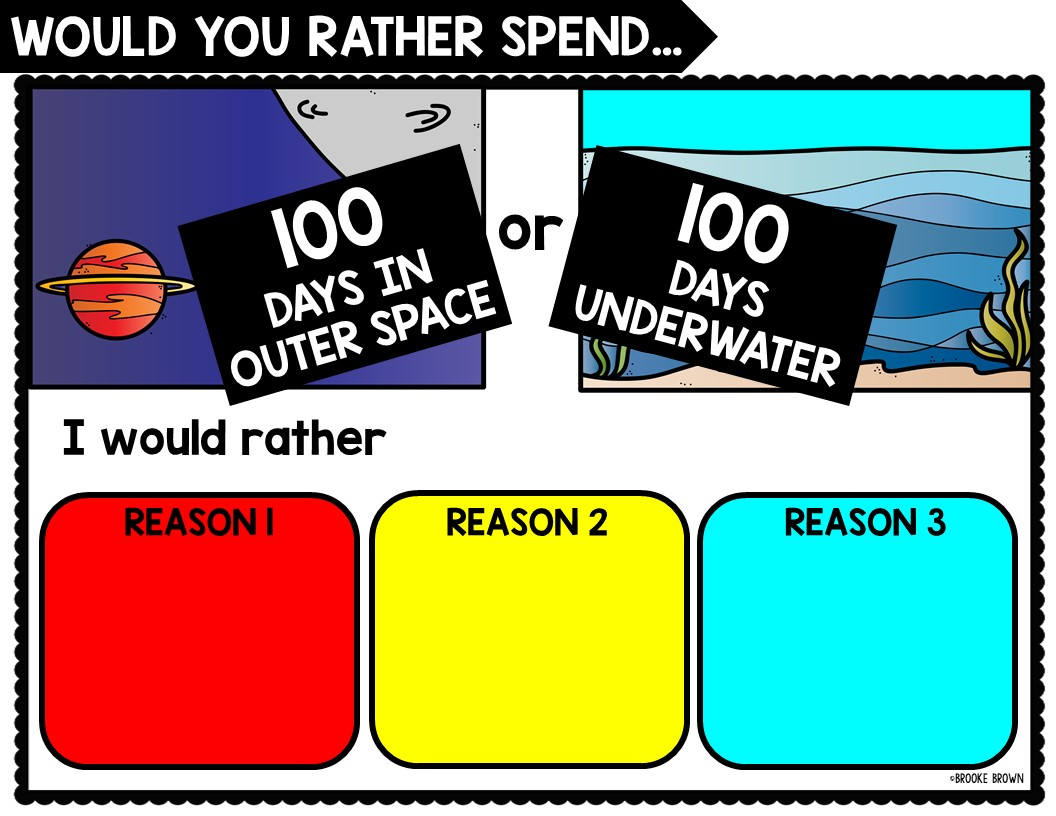 WOULD YOU RATHER SPEND...
100
DAYS IN
OUTER SPACE
or
100
DAYS
UNDERWATER
I would rather
REASON 1
REASON 2
REASON 3
©BROOKE BROWN